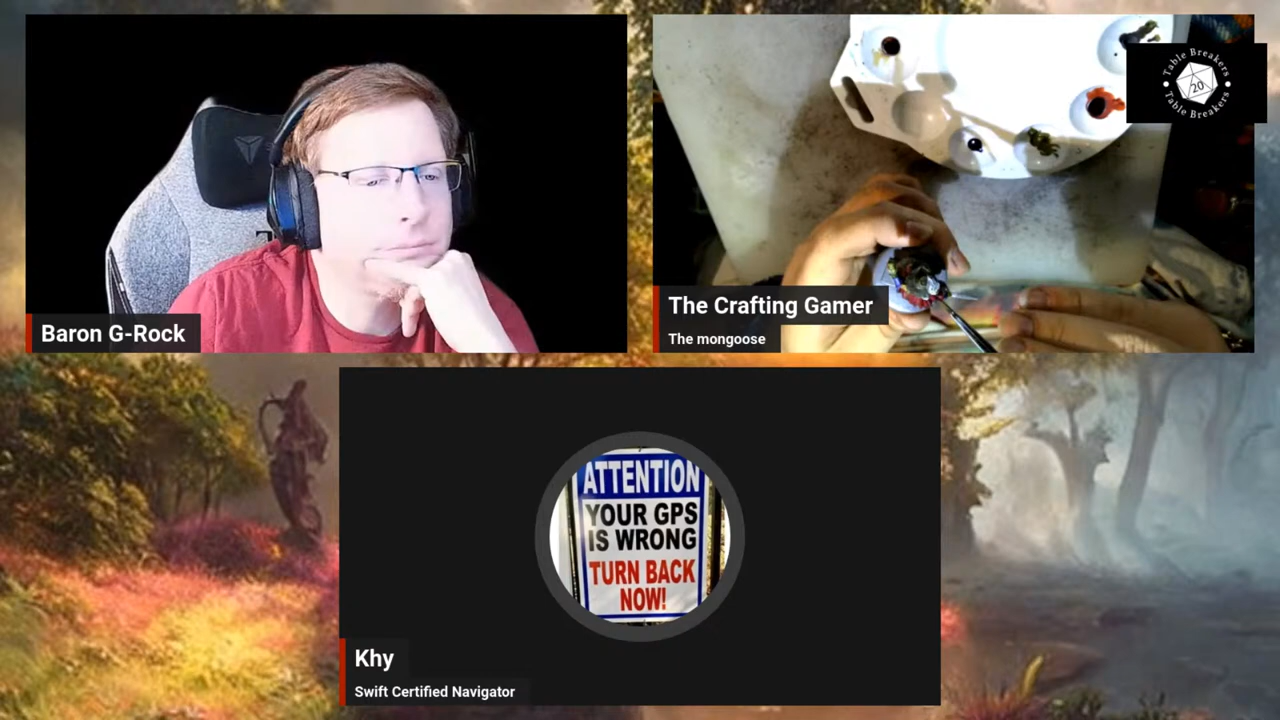 Baron G-Rock
The Crafting Gamer
The mongoose
Table Breakers
20
Table Breakers
ATTENTION
YOUR GPS
IS WRONG
TURN BACK
NOW!
Khy
Swift Certified Navigator